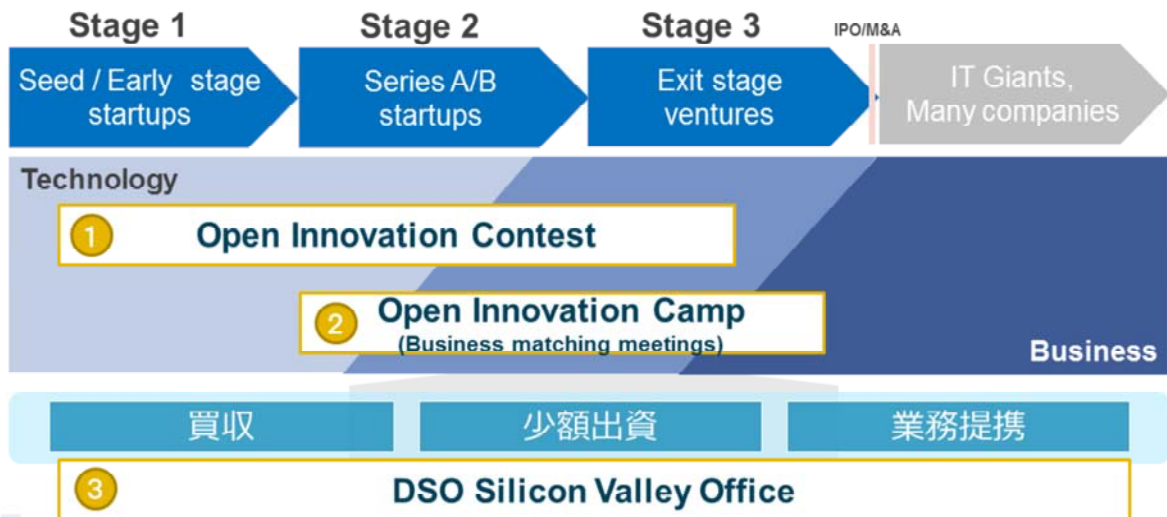 Stage 1
Stage 2
Stage 3
IPO/M&A
Seed / Early stage
startups
Series A/B
startups
Exit stage
ventures
IT Giants,
Many companies
Technology
1 Open Innovation Contest
2 Open Innovation Camp
(Business matching meetings)
Business
買収
少額出資
業務提携
3 DSO Silicon Valley Office